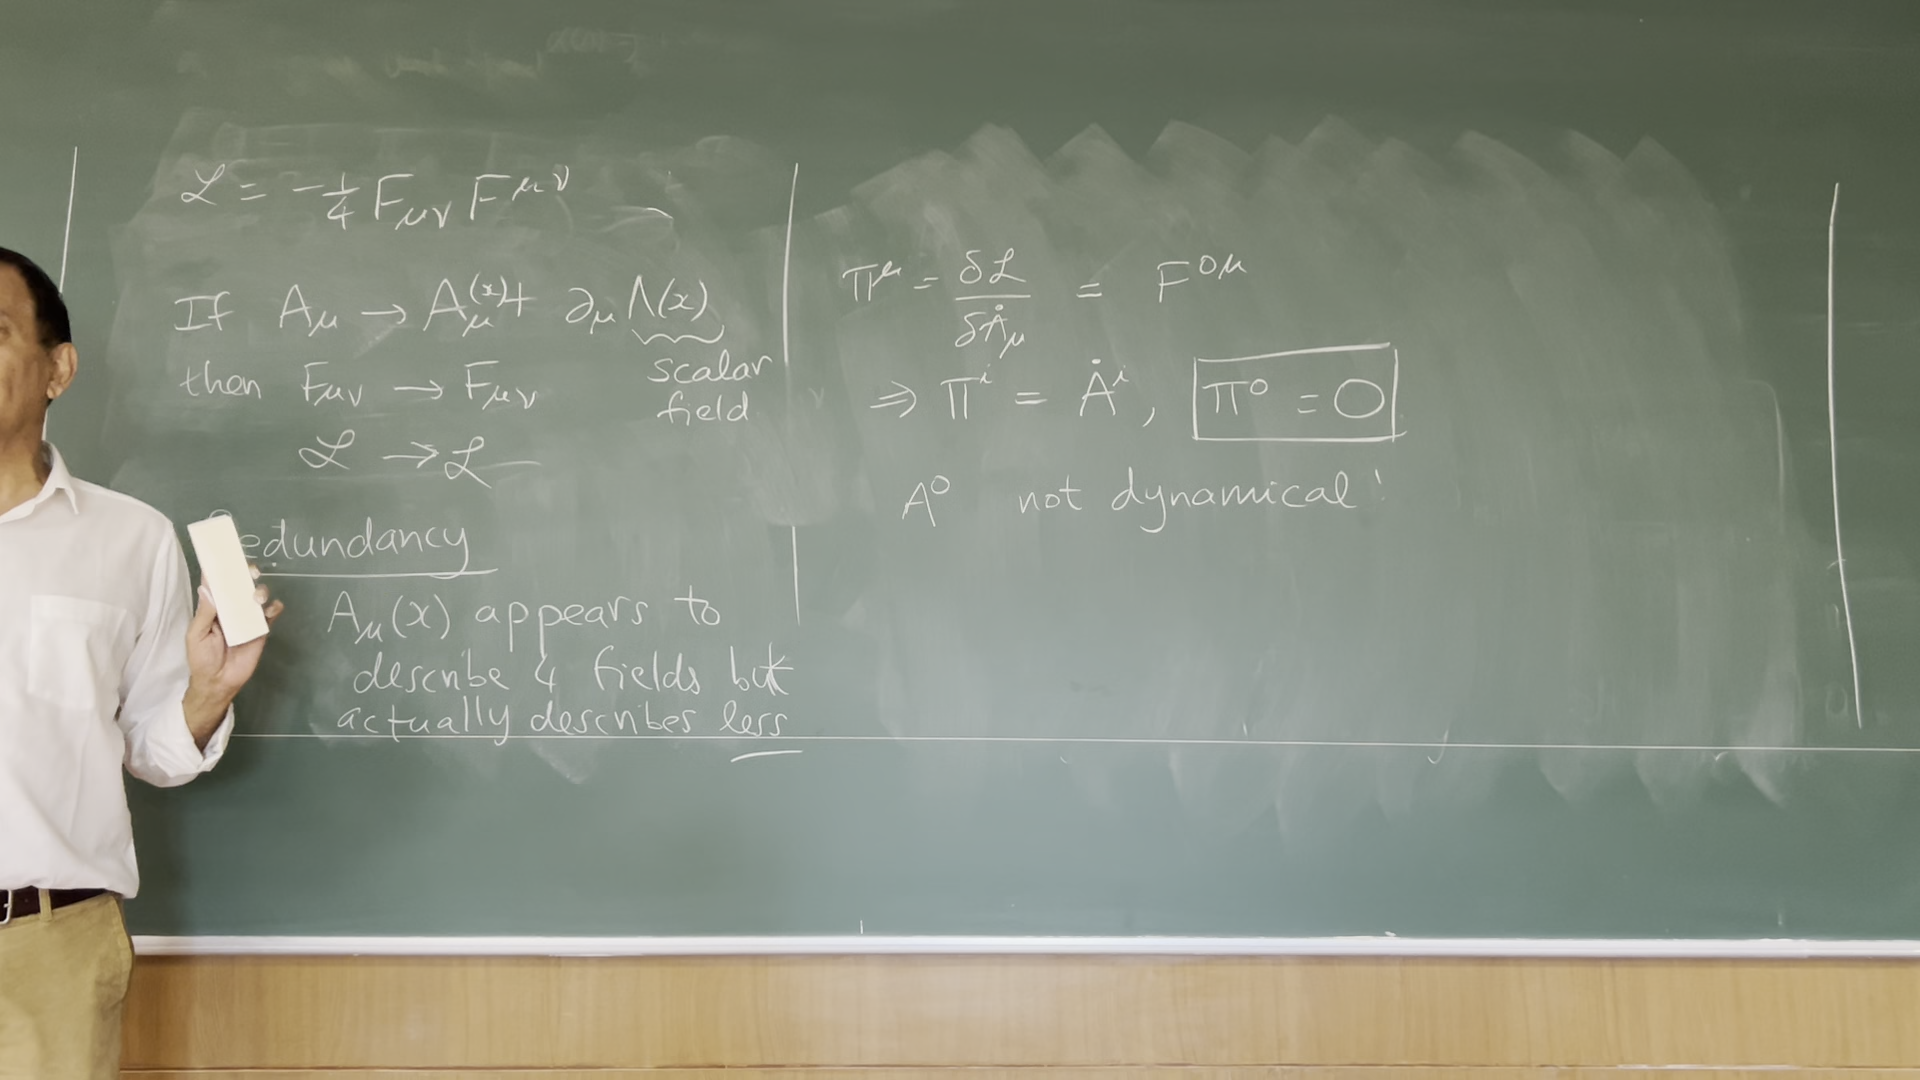 ℒ = -1/4 F_μν F^μν
If A_μ → A_μ^(x) + ∂_μ Λ(x)
scalar
field
then F_μν → F_μν
ℒ → ℒ
edundancy
A_μ(x) appears to
describe 4 fields but
actually describes less
Π^μ = δℒ/δȦ_μ = F^0μ
⇒ Π^i = Ȧ^i, Π^0 = 0
A^0 not dynamical!